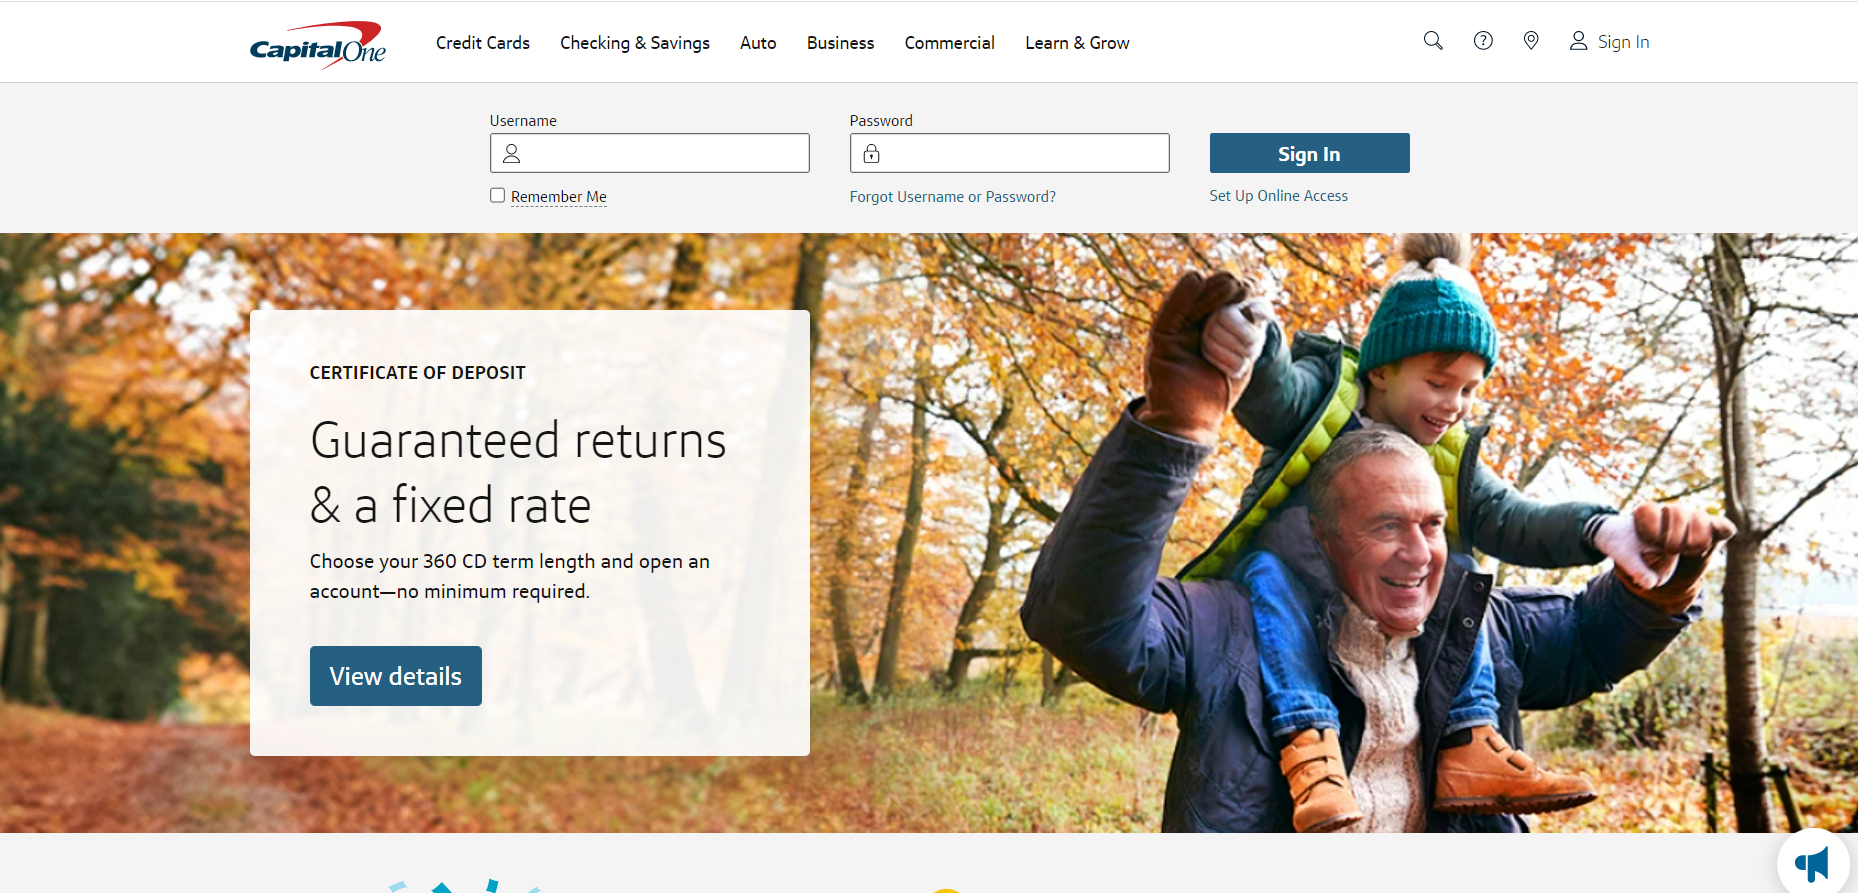 CapitalOne
Credit Cards
Checking & Savings
Auto
Business
Commercial
Learn & Grow
Sign In
Username
Password
Sign In
Remember Me
Forgot Username or Password?
Set Up Online Access
CERTIFICATE OF DEPOSIT
Guaranteed returns
& a fixed rate
Choose your 360 CD term length and open an
account—no minimum required.
View details